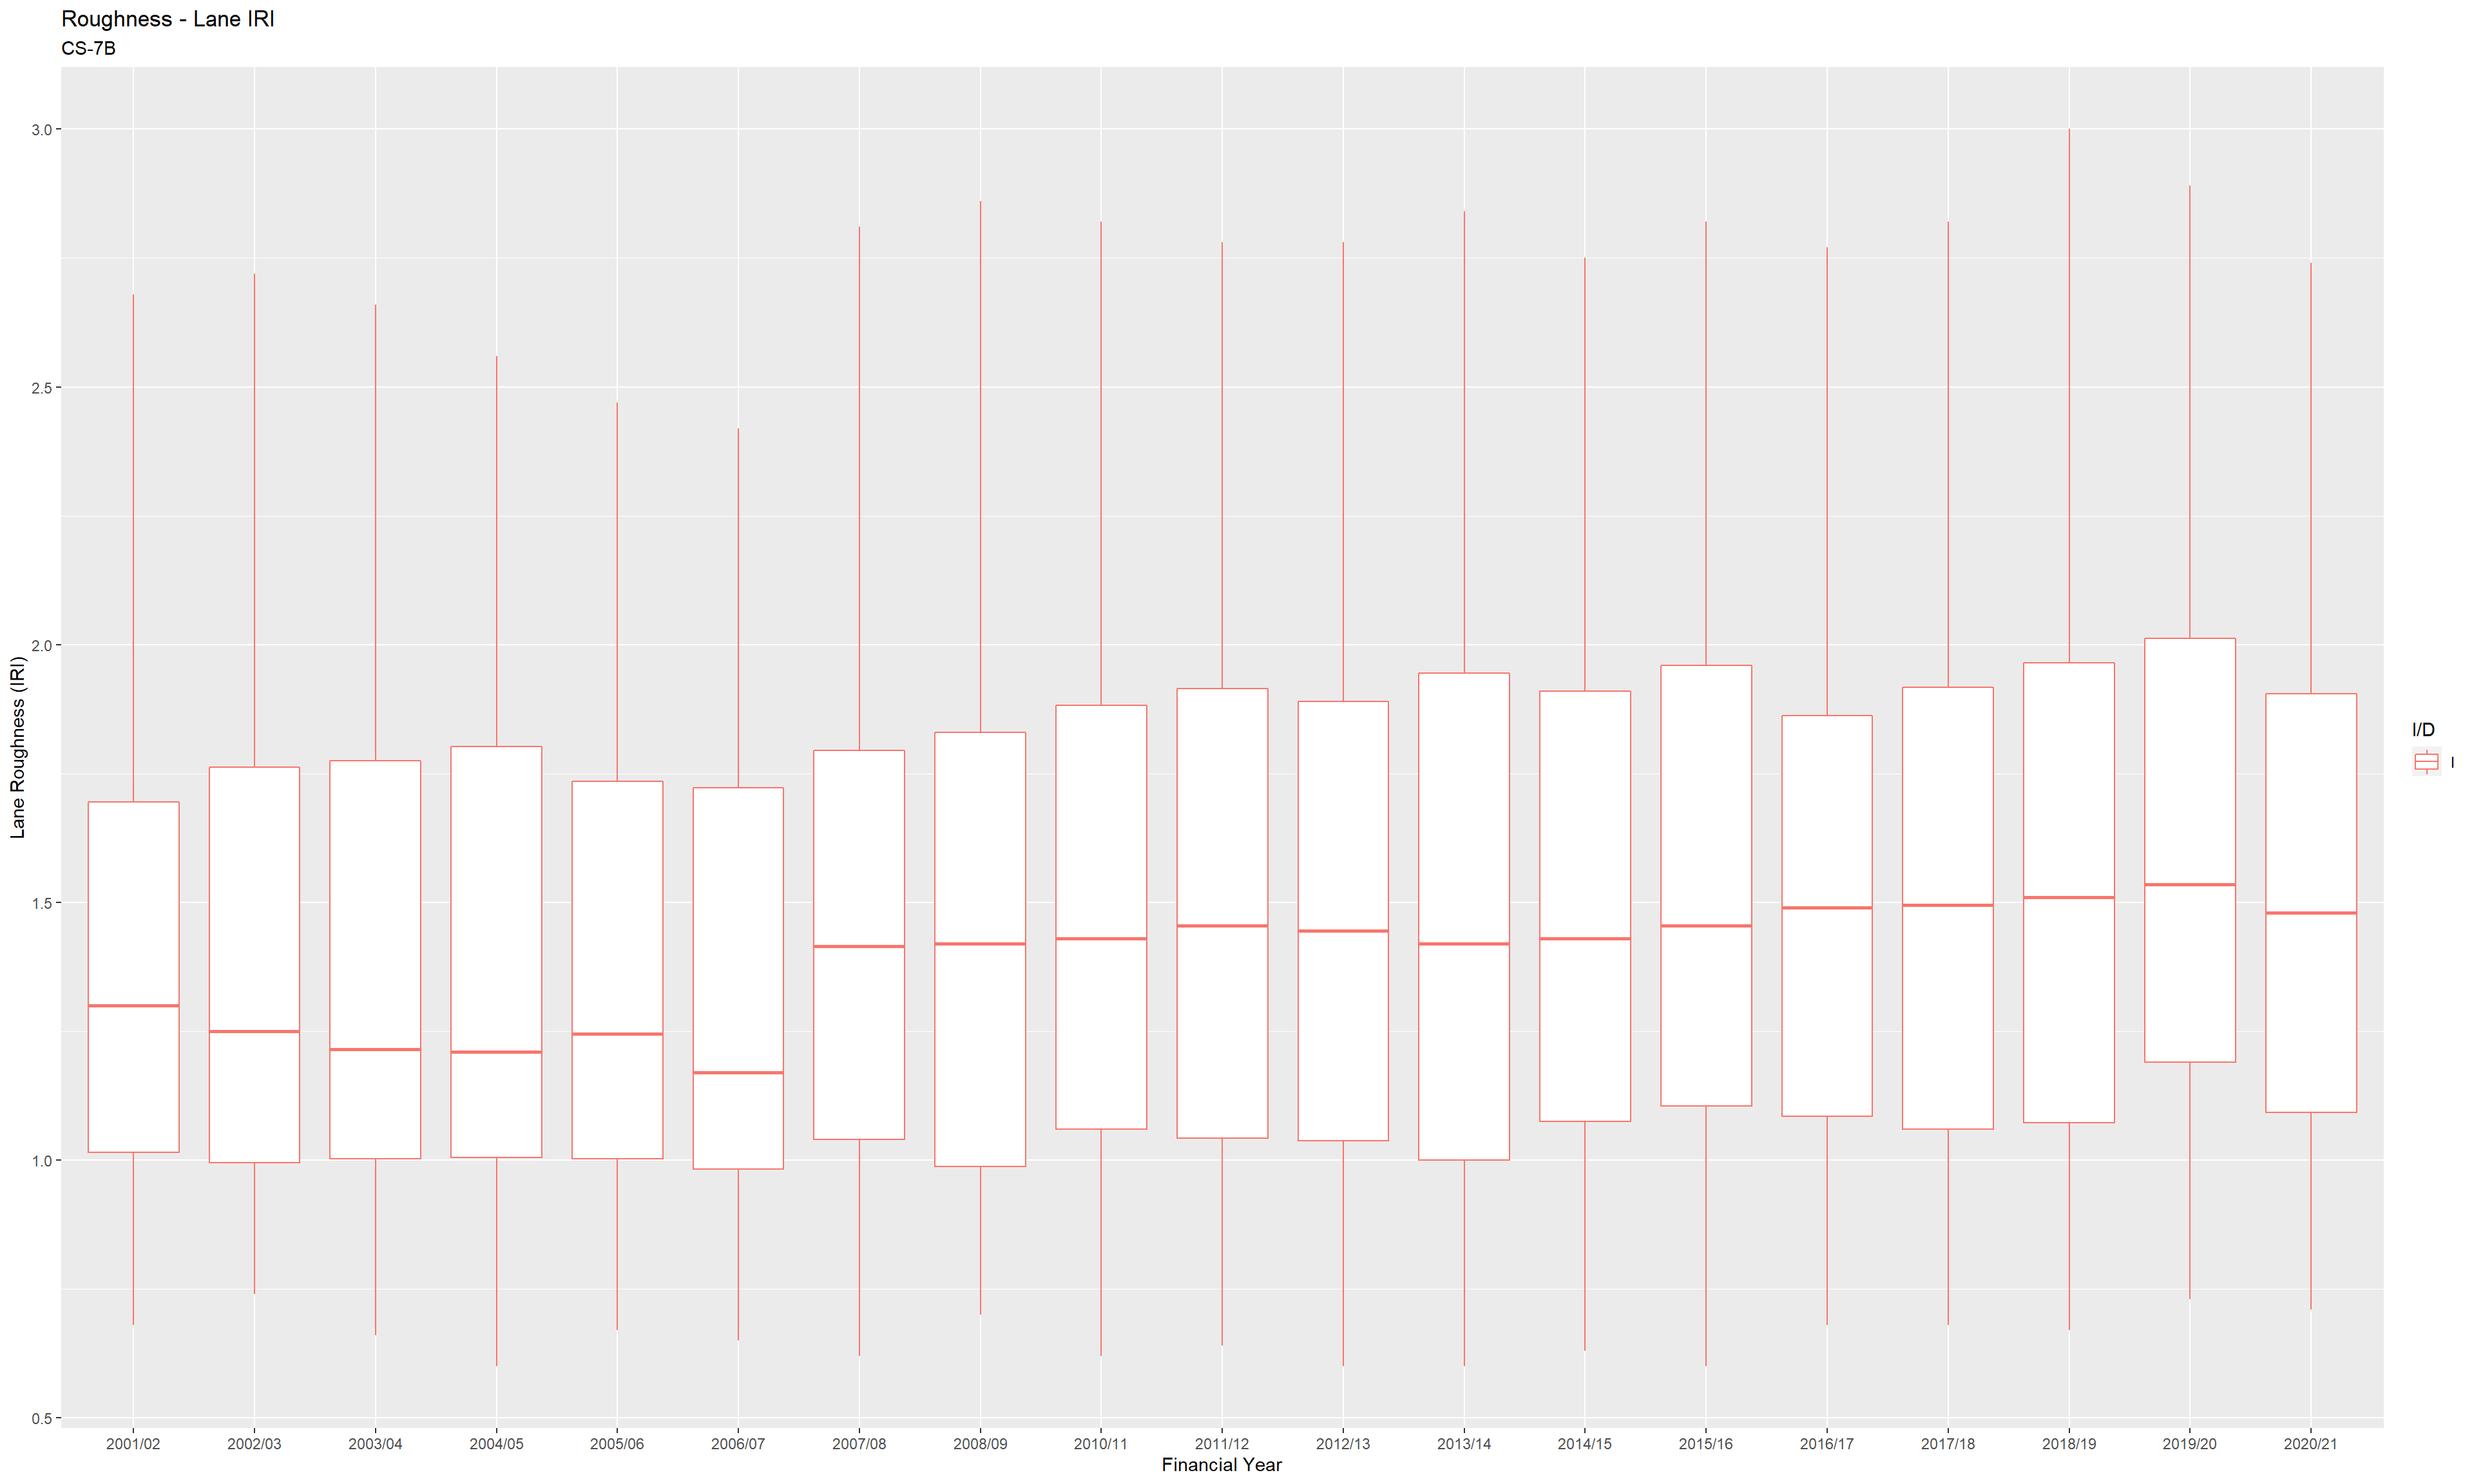 Roughness - Lane IRI
CS-7B
3.0
2.5
2.0
1.5
1.0
0.5
Lane Roughness (IRI)
2001/02 2002/03 2003/04 2004/05 2005/06 2006/07 2007/08 2008/09 2010/11 2011/12 2012/13 2013/14 2014/15 2015/16 2016/17 2017/18 2018/19 2019/20 2020/21
Financial Year
I/D
I